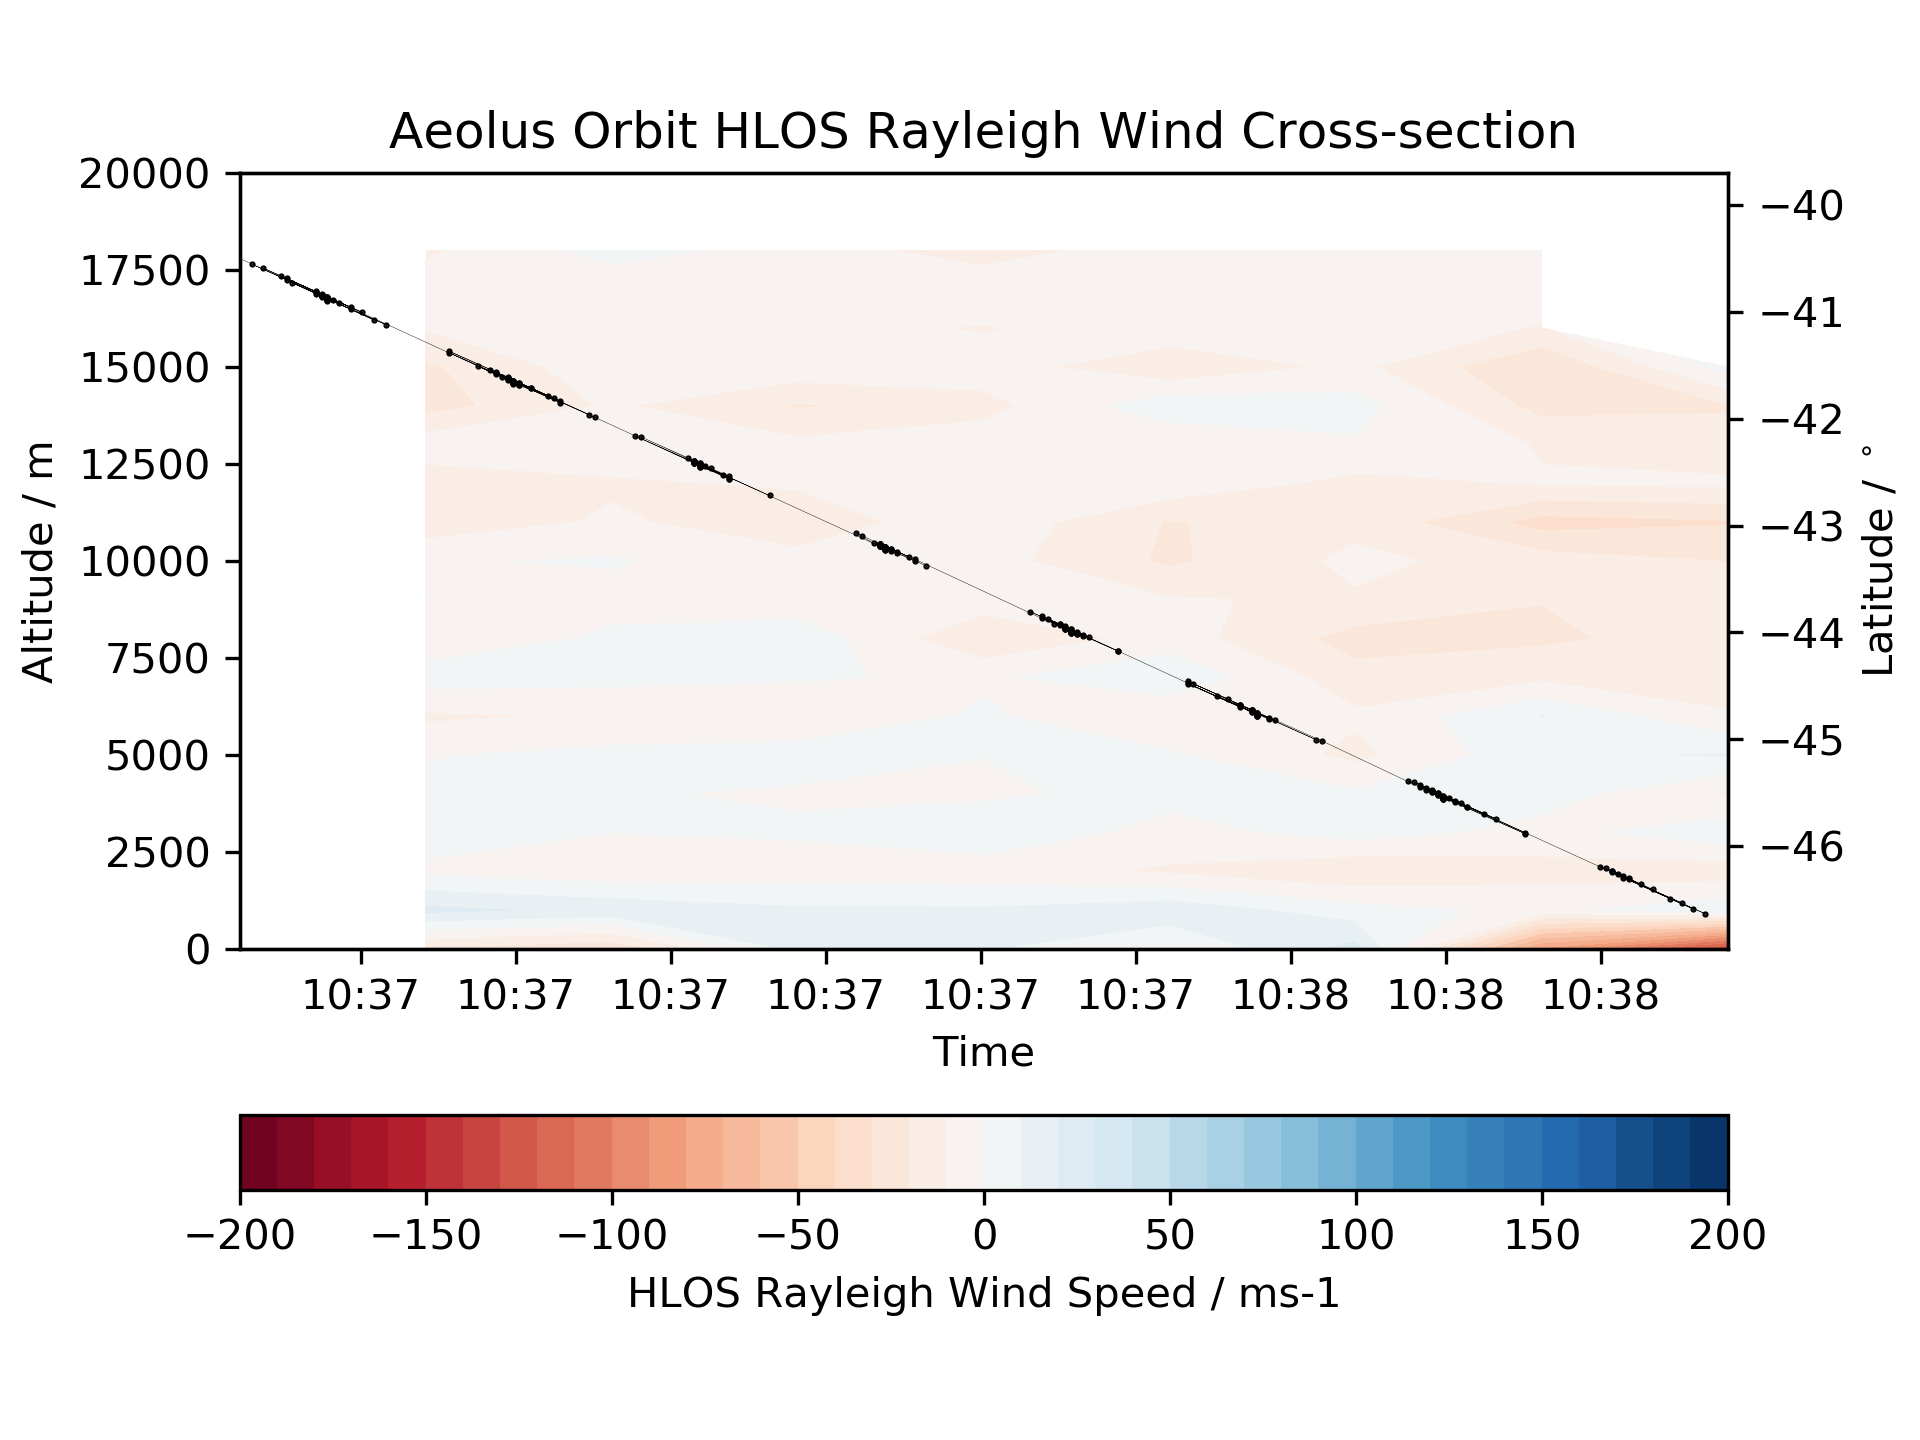 Aeolus Orbit HLOS Rayleigh Wind Cross-section
20000
17500
15000
12500
10000
7500
5000
2500
0
Altitude / m
−40
−41
−42
−43
−44
−45
−46
Latitude / °
10:37 10:37 10:37 10:37 10:37 10:37 10:38 10:38 10:38
Time
−200 −150 −100 −50 0 50 100 150 200
HLOS Rayleigh Wind Speed / ms-1